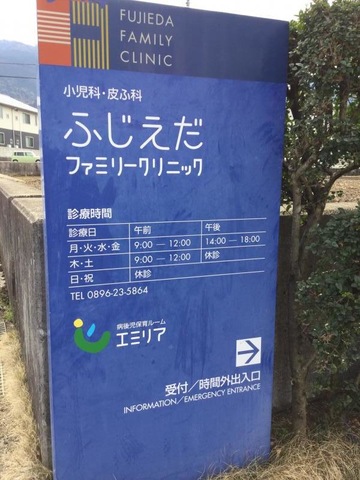 FUJIEDA
FAMILY
CLINIC
小児科・皮ふ科
ふじえだ
ファミリークリニック
診療時間
診療日 午前 午後
月・火・水・金 9:00 — 12:00 14:00 — 18:00
木・土 9:00 — 12:00 休診
日・祝 休診
TEL 0896-23-5864
病後児保育ルーム
エミリア
受付／時間外出入口
INFORMATION／EMERGENCY ENTRANCE